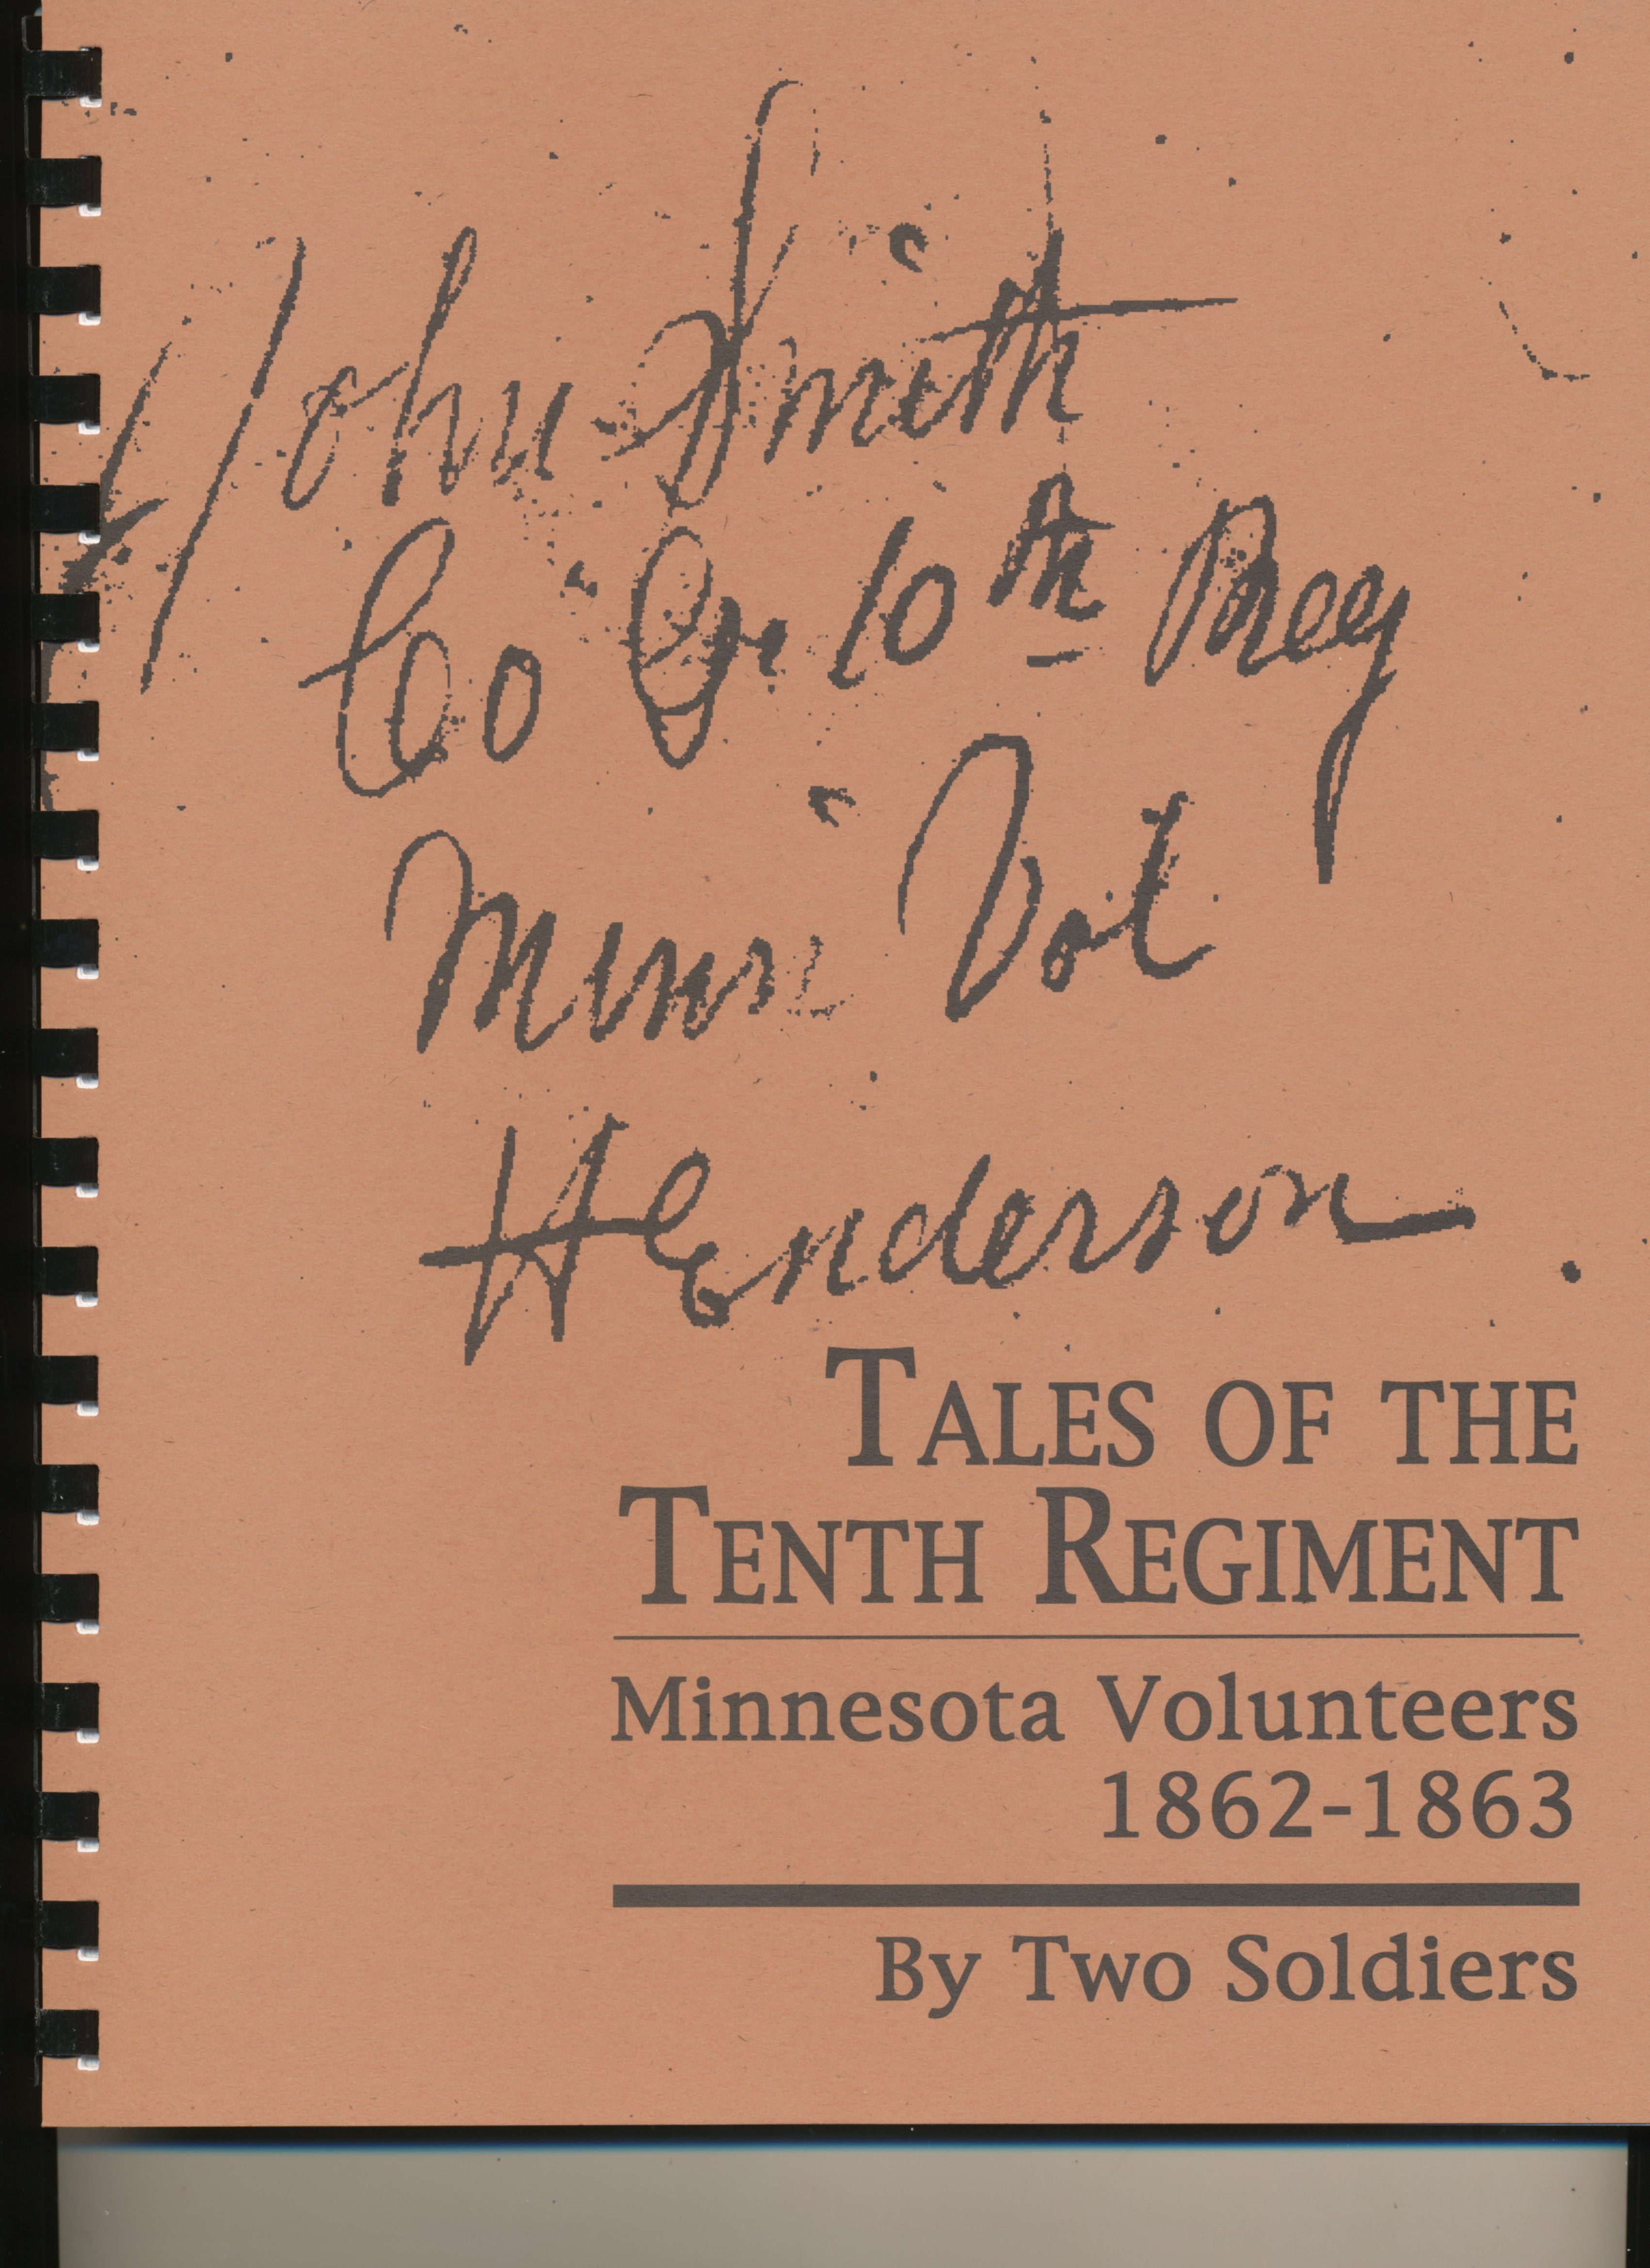 John Smith
Co G. 10th Reg
Minn Vol
Henderson
TALES OF THE
TENTH REGIMENT
Minnesota Volunteers
1862-1863
By Two Soldiers